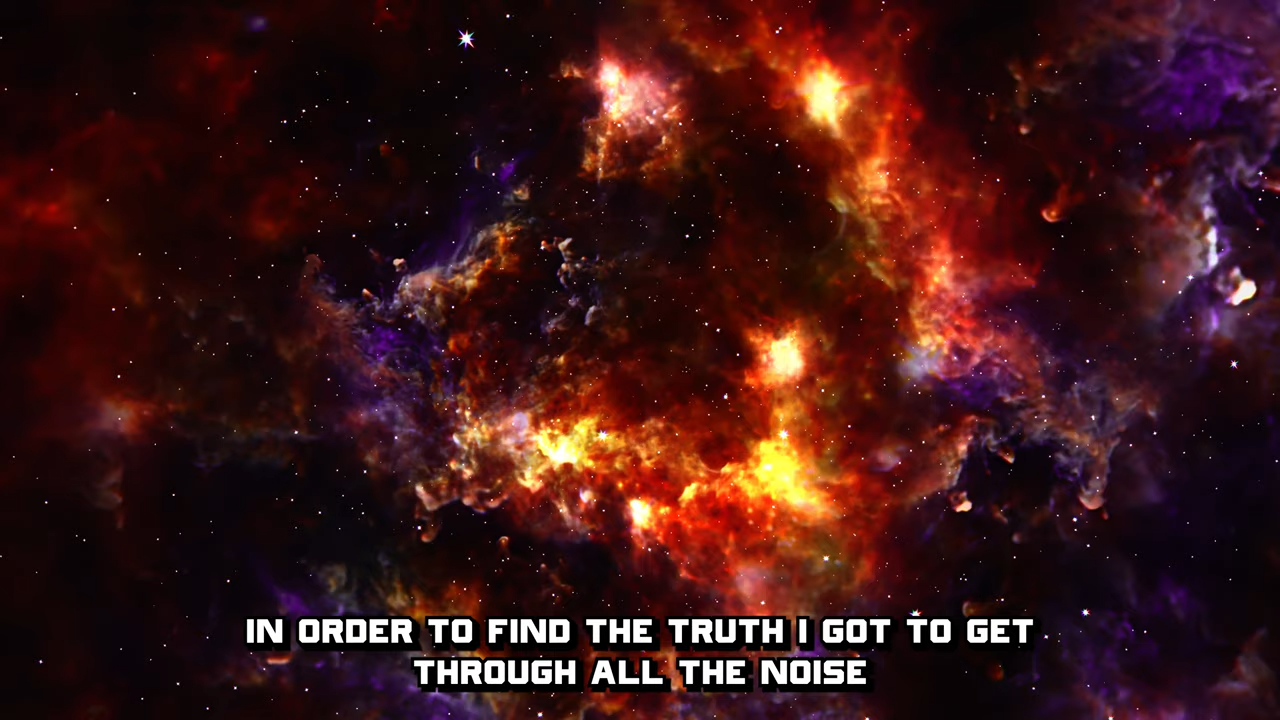 IN ORDER TO FIND THE TRUTH I GOT TO GET
THROUGH ALL THE NOISE